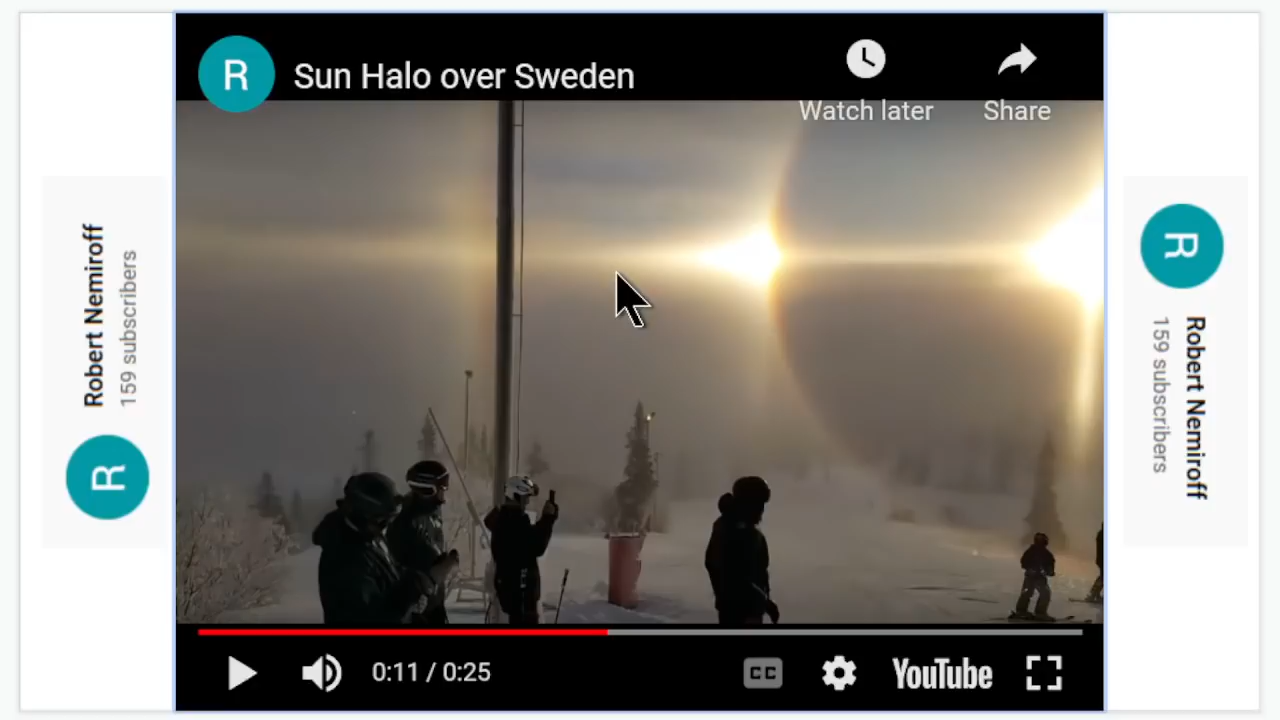 R
Sun Halo over Sweden
Watch later
Share
Robert Nemiroff
159 subscribers
R
R
Robert Nemiroff
159 subscribers
0:11 / 0:25
CC
YouTube